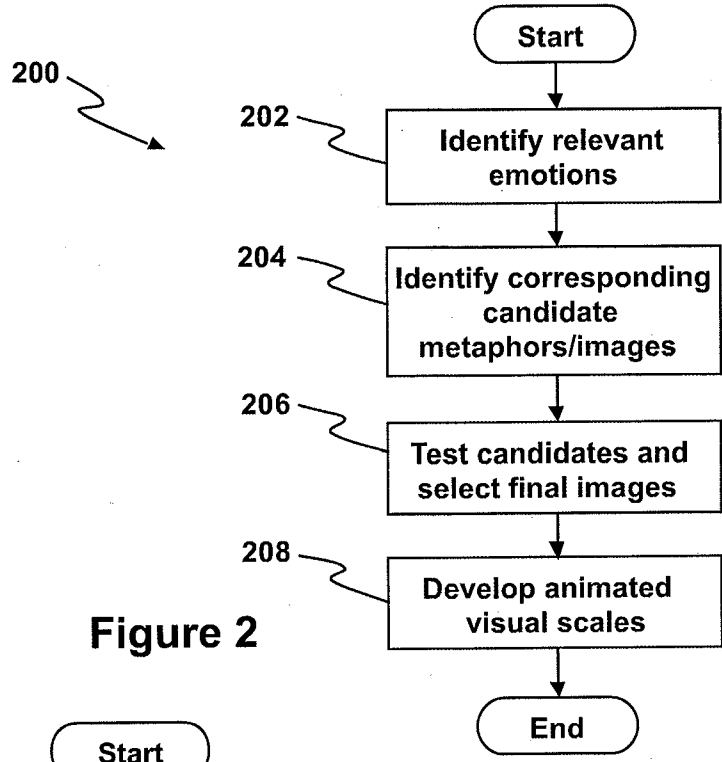 Start
200
202
Identify relevant
emotions
204
Identify corresponding
candidate
metaphors/images
206
Test candidates and
select final images
208
Develop animated
visual scales
Figure 2
End
Start